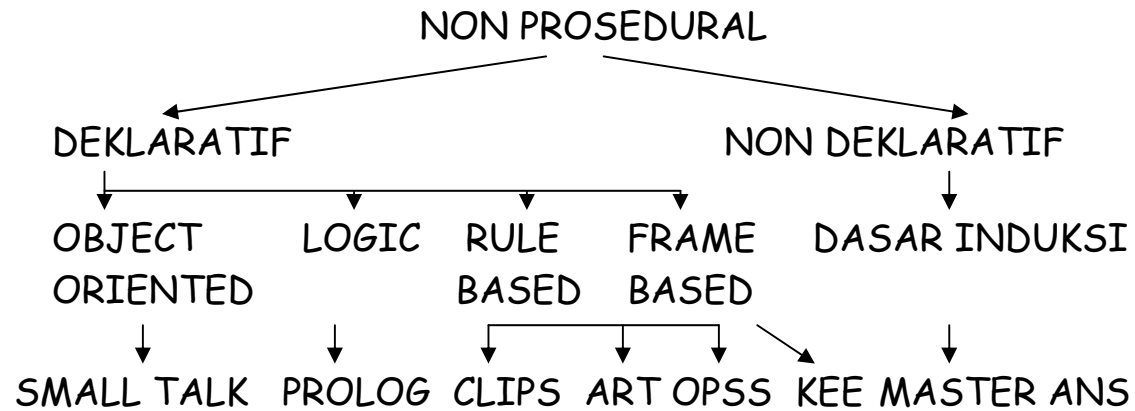 NON PROSEDURAL
DEKLARATIF NON DEKLARATIF
OBJECT LOGIC RULE FRAME DASAR INDUKSI
ORIENTED BASED BASED
SMALL TALK PROLOG CLIPS ART OPSS KEE MASTER ANS